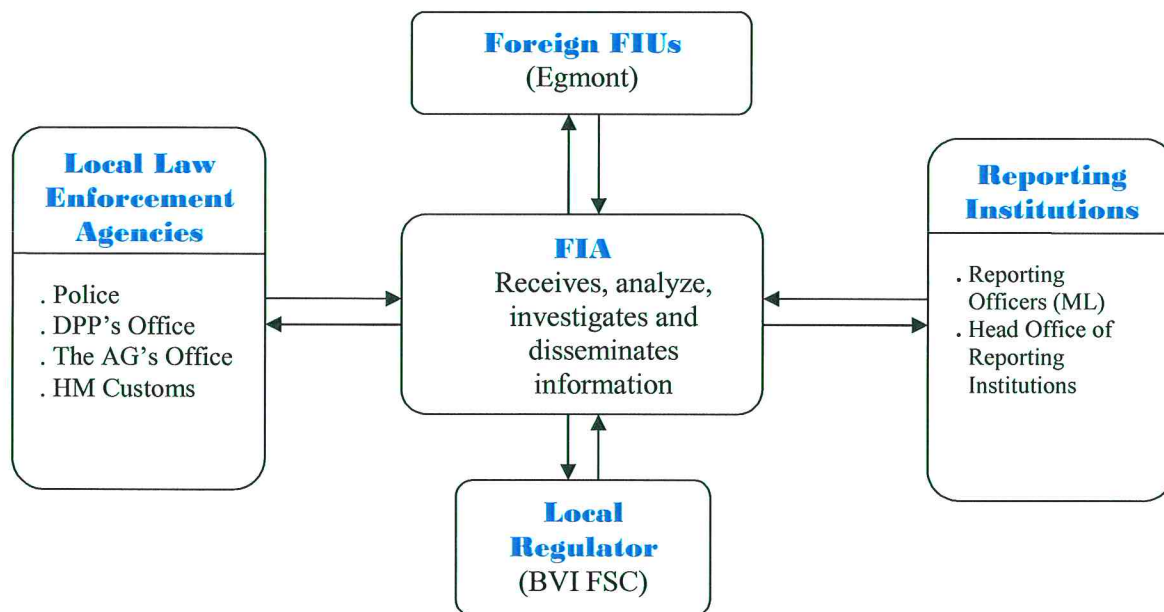 Foreign FIUs
(Egmont)
Local Law
Enforcement
Agencies
. Police
. DPP's Office
. The AG's Office
. HM Customs
FIA
Receives, analyze,
investigates and
disseminates
information
Reporting
Institutions
. Reporting
Officers (ML)
. Head Office of
Reporting
Institutions
Local
Regulator
(BVI FSC)